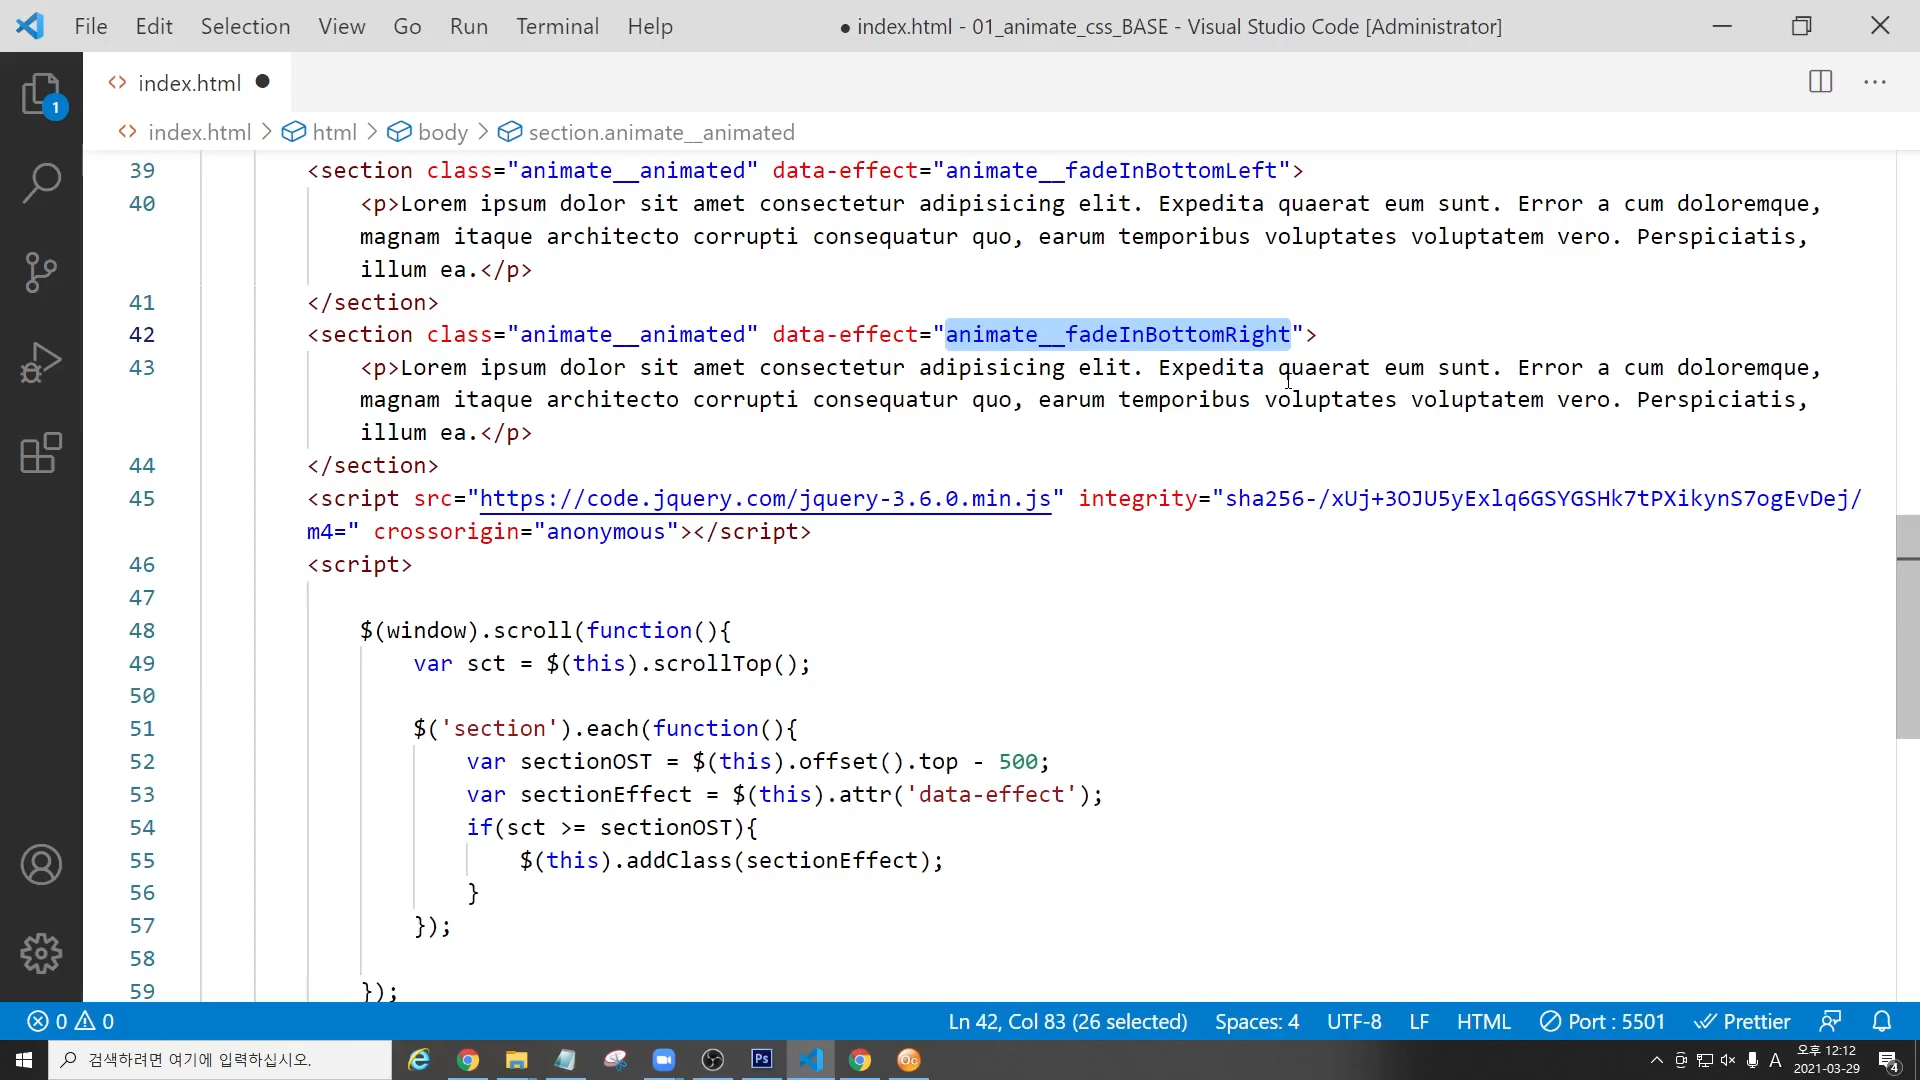 File Edit Selection View Go Run Terminal Help ● index.html - 01_animate_css_BASE - Visual Studio Code [Administrator]
index.html ●
1
index.html > html > body > section.animate__animated
39 <section class="animate__animated" data-effect="animate__fadeInBottomLeft">
40 <p>Lorem ipsum dolor sit amet consectetur adipisicing elit. Expedita quaerat eum sunt. Error a cum doloremque,
magnam itaque architecto corrupti consequatur quo, earum temporibus voluptates voluptatem vero. Perspiciatis,
illum ea.</p>
41 </section>
42 <section class="animate__animated" data-effect="animate__fadeInBottomRight">
43 <p>Lorem ipsum dolor sit amet consectetur adipisicing elit. Expedita quaerat eum sunt. Error a cum doloremque,
magnam itaque architecto corrupti consequatur quo, earum temporibus voluptates voluptatem vero. Perspiciatis,
illum ea.</p>
44 </section>
45 <script src="https://code.jquery.com/jquery-3.6.0.min.js" integrity="sha256-/xUj+3OJU5yExlq6GSYGSHk7tPXikynS7ogEvDej/
m4=" crossorigin="anonymous"></script>
46 <script>
47
48 $(window).scroll(function(){
49 var sct = $(this).scrollTop();
50
51 $('section').each(function(){
52 var sectionOST = $(this).offset().top - 500;
53 var sectionEffect = $(this).attr('data-effect');
54 if(sct >= sectionOST){
55 $(this).addClass(sectionEffect);
56 }
57 });
58
59 });
0 0 Ln 42, Col 83 (26 selected) Spaces: 4 UTF-8 LF HTML Port : 5501 Prettier
검색하려면 여기에 입력하십시오.
Ps
Oc
A
오후 12:12
2021-03-29
4